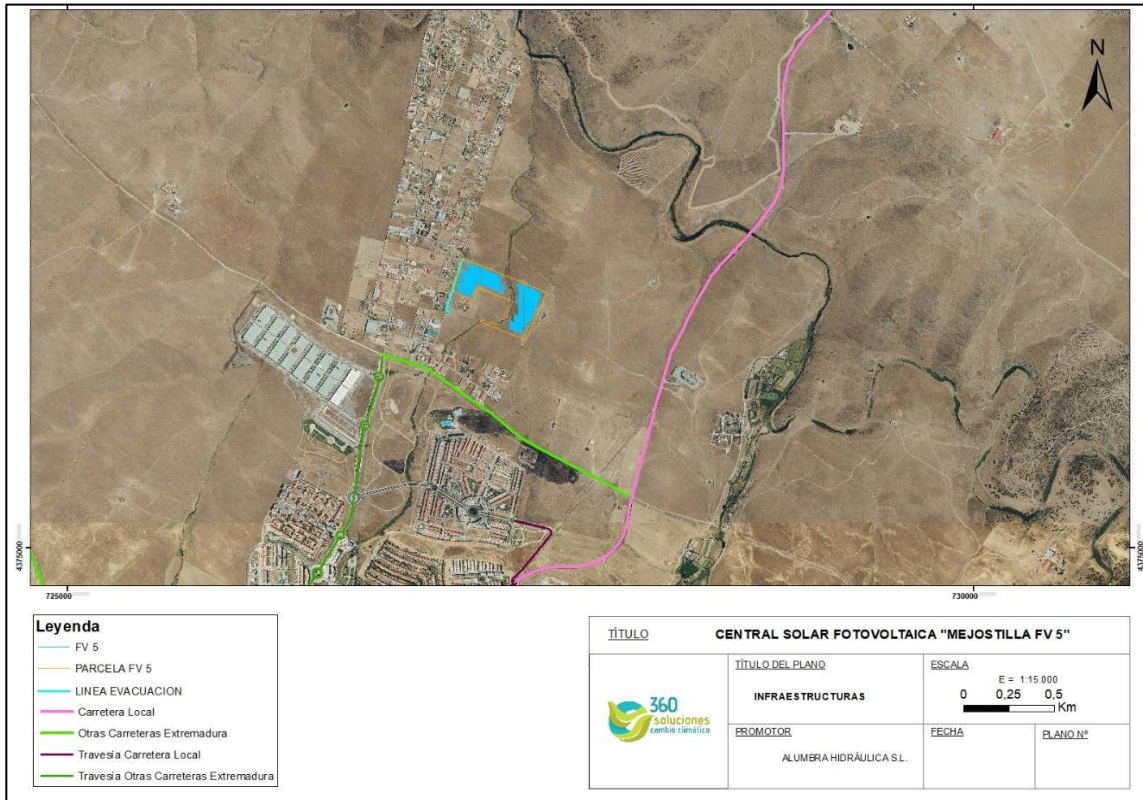 N
4375000
4375000
725000
730000
Leyenda
FV 5
PARCELA FV 5
LINEA EVACUACION
Carretera Local
Otras Carreteras Extremadura
Travesía Carretera Local
Travesía Otras Carreteras Extremadura
TÍTULO
CENTRAL SOLAR FOTOVOLTAICA "MEJOSTILLA FV 5"
360
soluciones
cambio climático
TÍTULO DEL PLANO
INFRAESTRUCTURAS
ESCALA
E = 1:15.000
0 0,25 0,5
Km
PROMOTOR
ALUMBRA HIDRÁULICA S.L.
FECHA
PLANO Nº